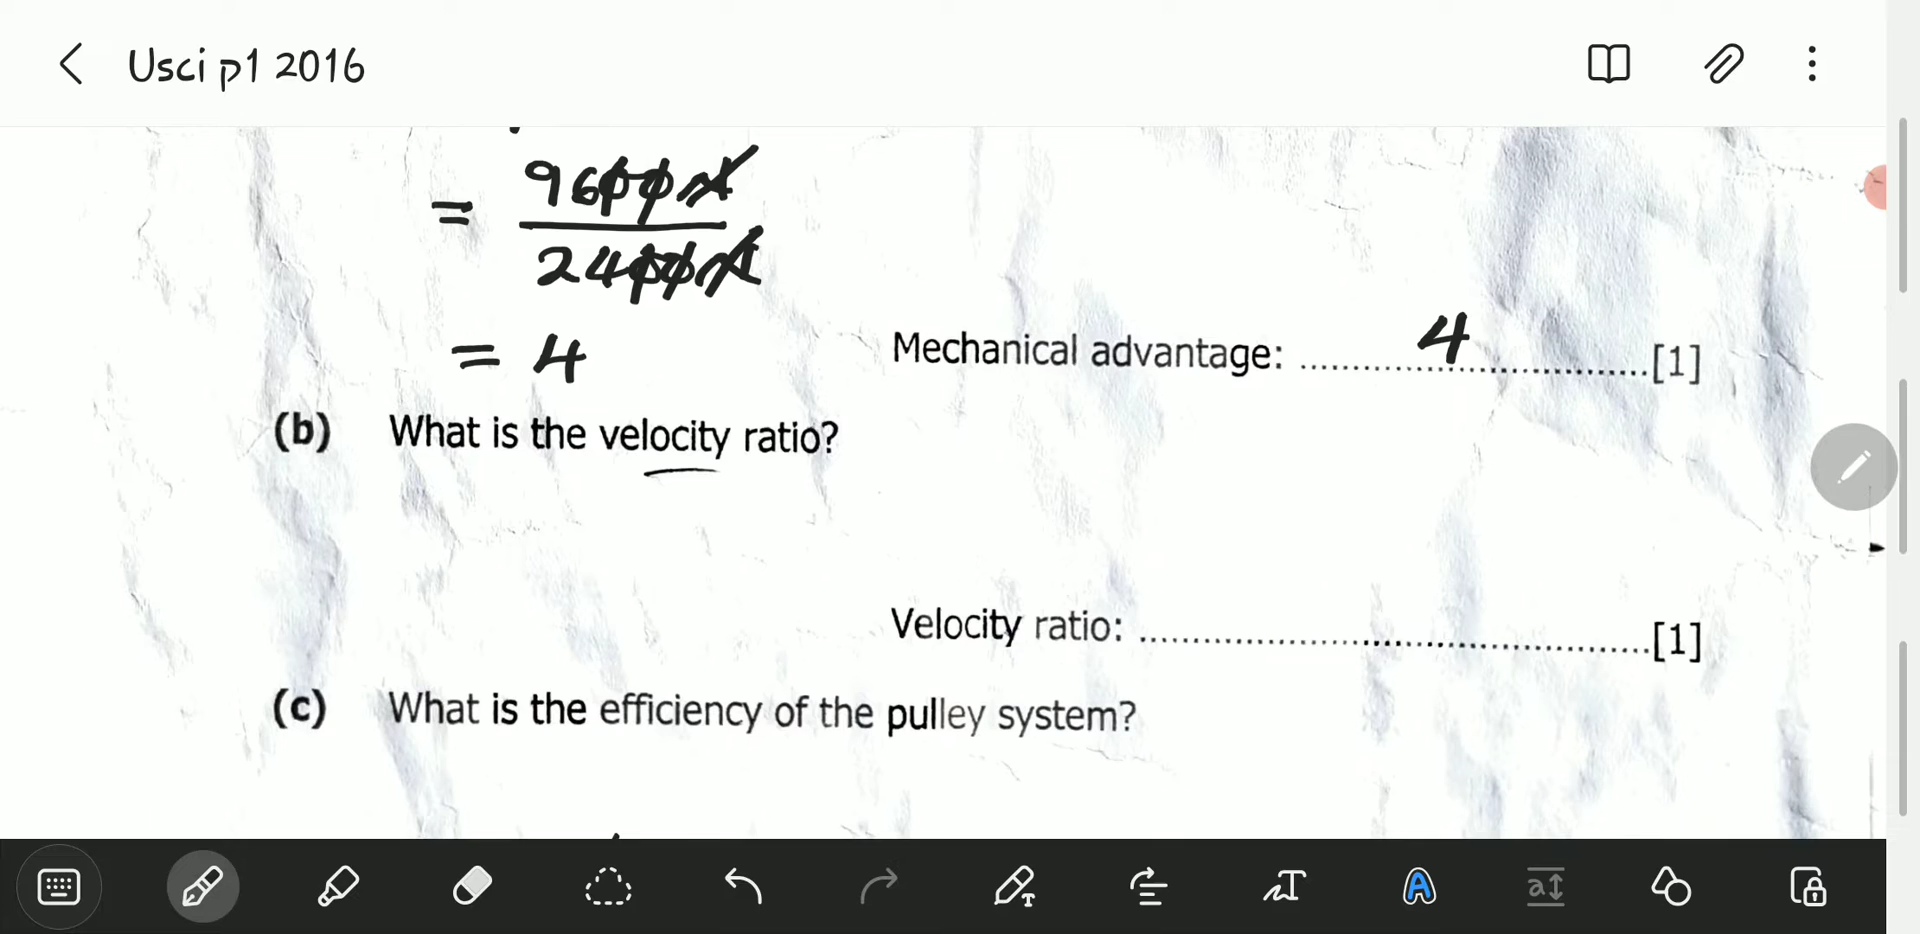 Usci p1 2016
= 9600N
2400N
= 4
Mechanical advantage: 4 [1]
(b) What is the velocity ratio?
Velocity ratio: [1]
(c) What is the efficiency of the pulley system?